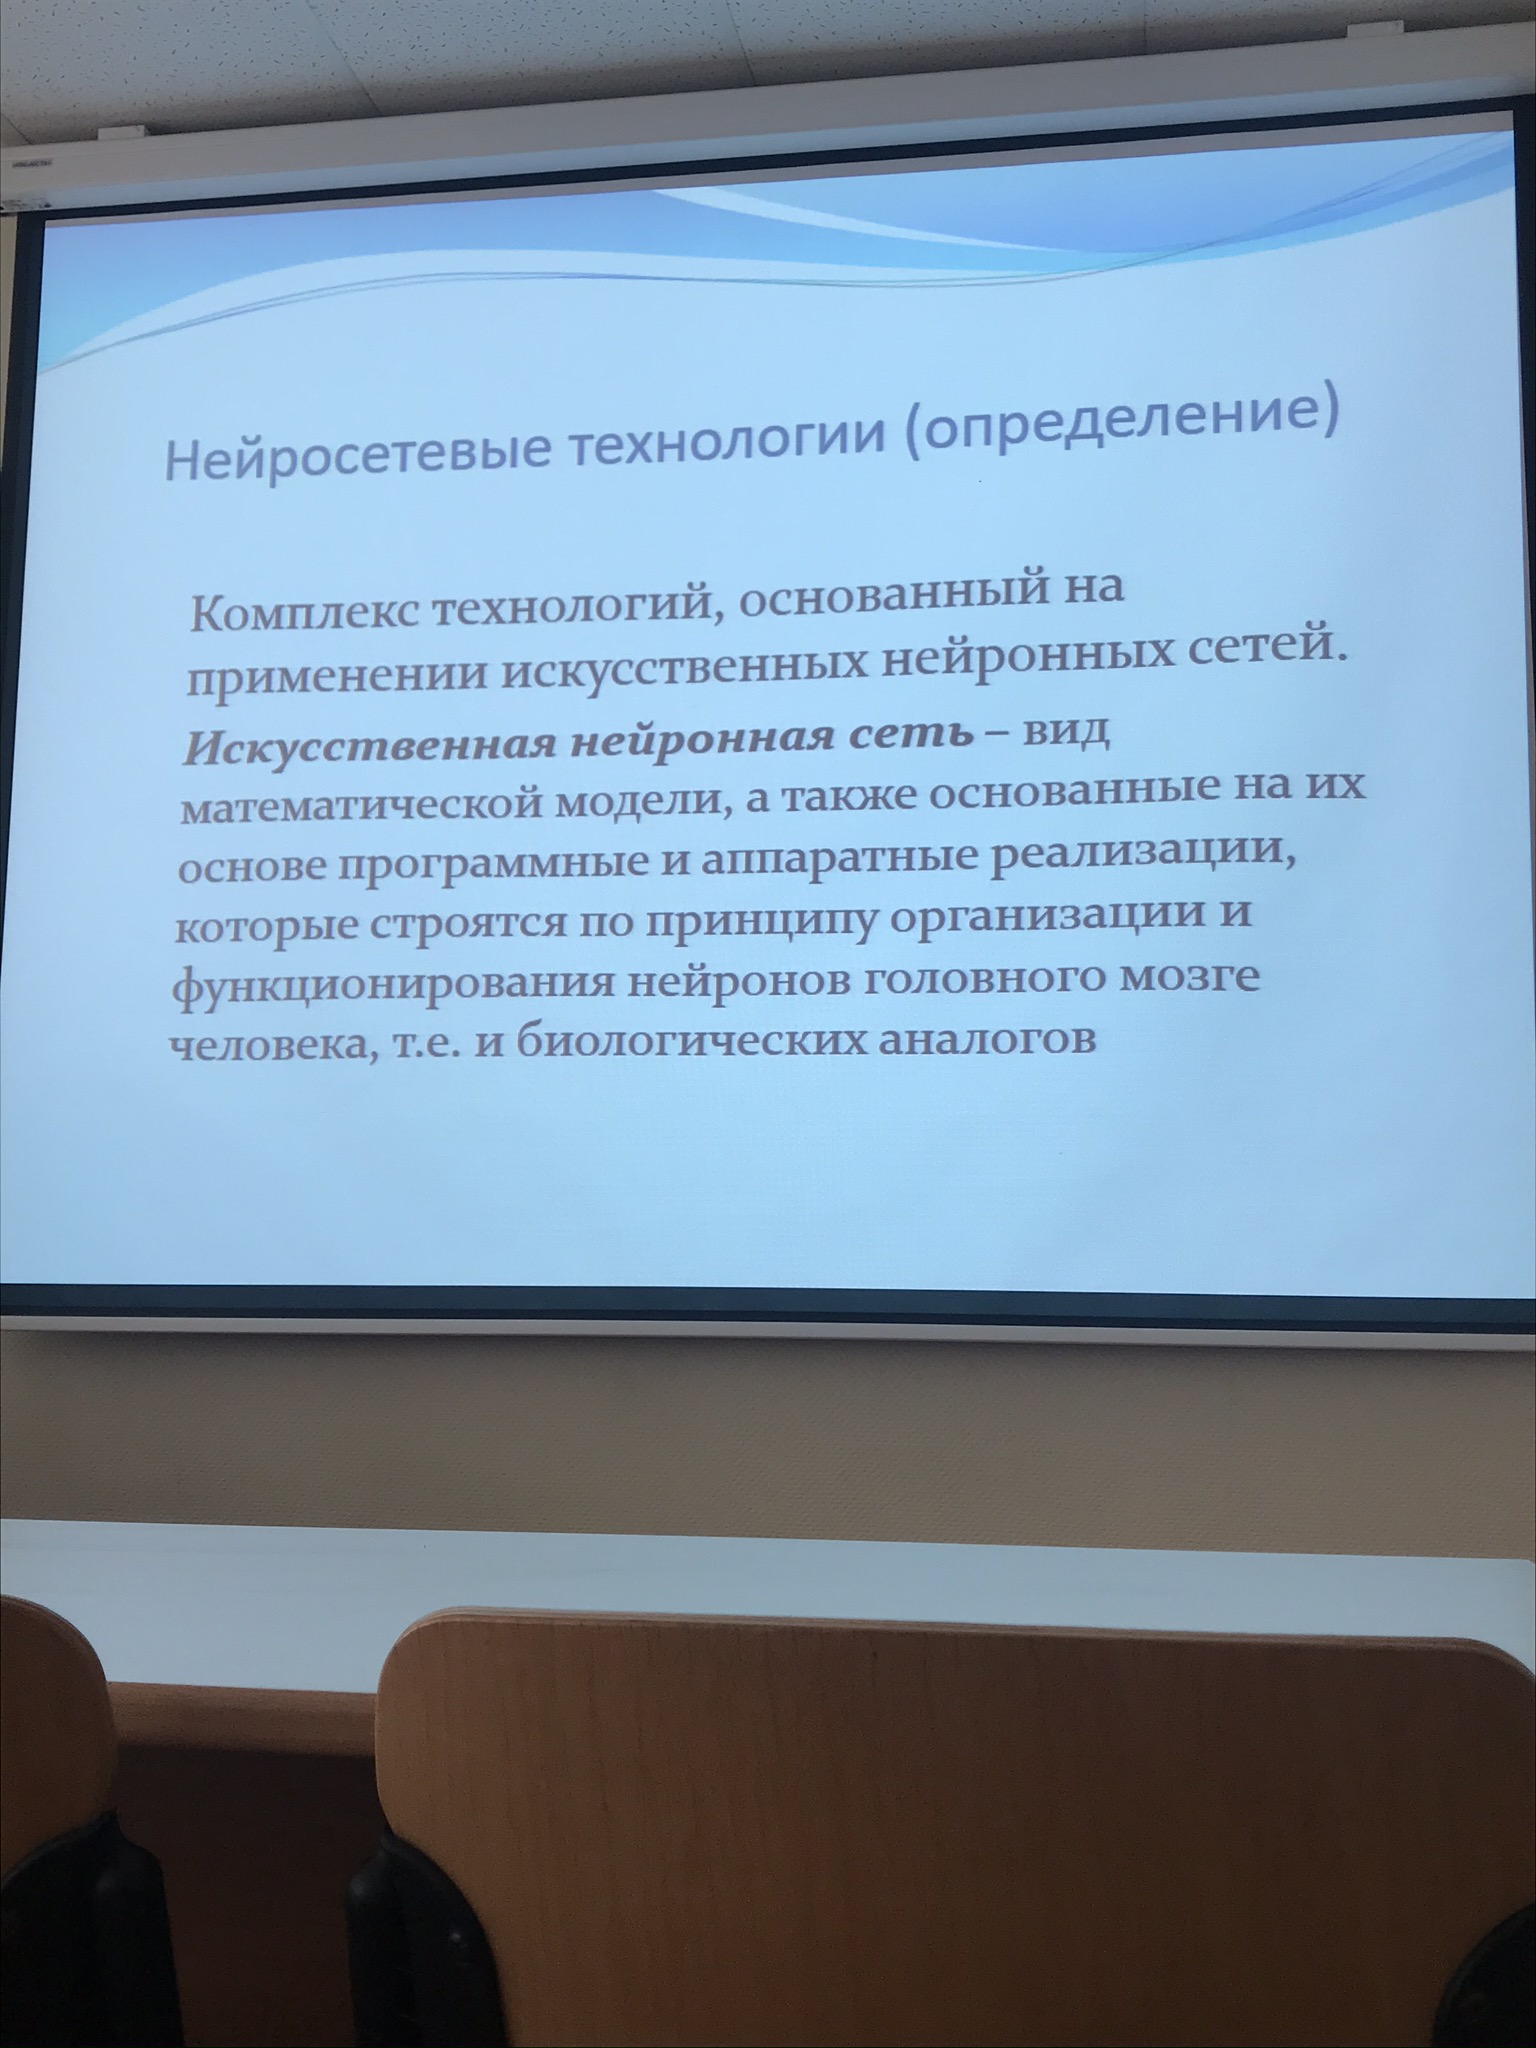 Нейросетевые технологии (определение)
Комплекс технологий, основанный на
применении искусственных нейронных сетей.
Искусственная нейронная сеть – вид
математической модели, а также основанные на их
основе программные и аппаратные реализации,
которые строятся по принципу организации и
функционирования нейронов головного мозге
человека, т.е. и биологических аналогов